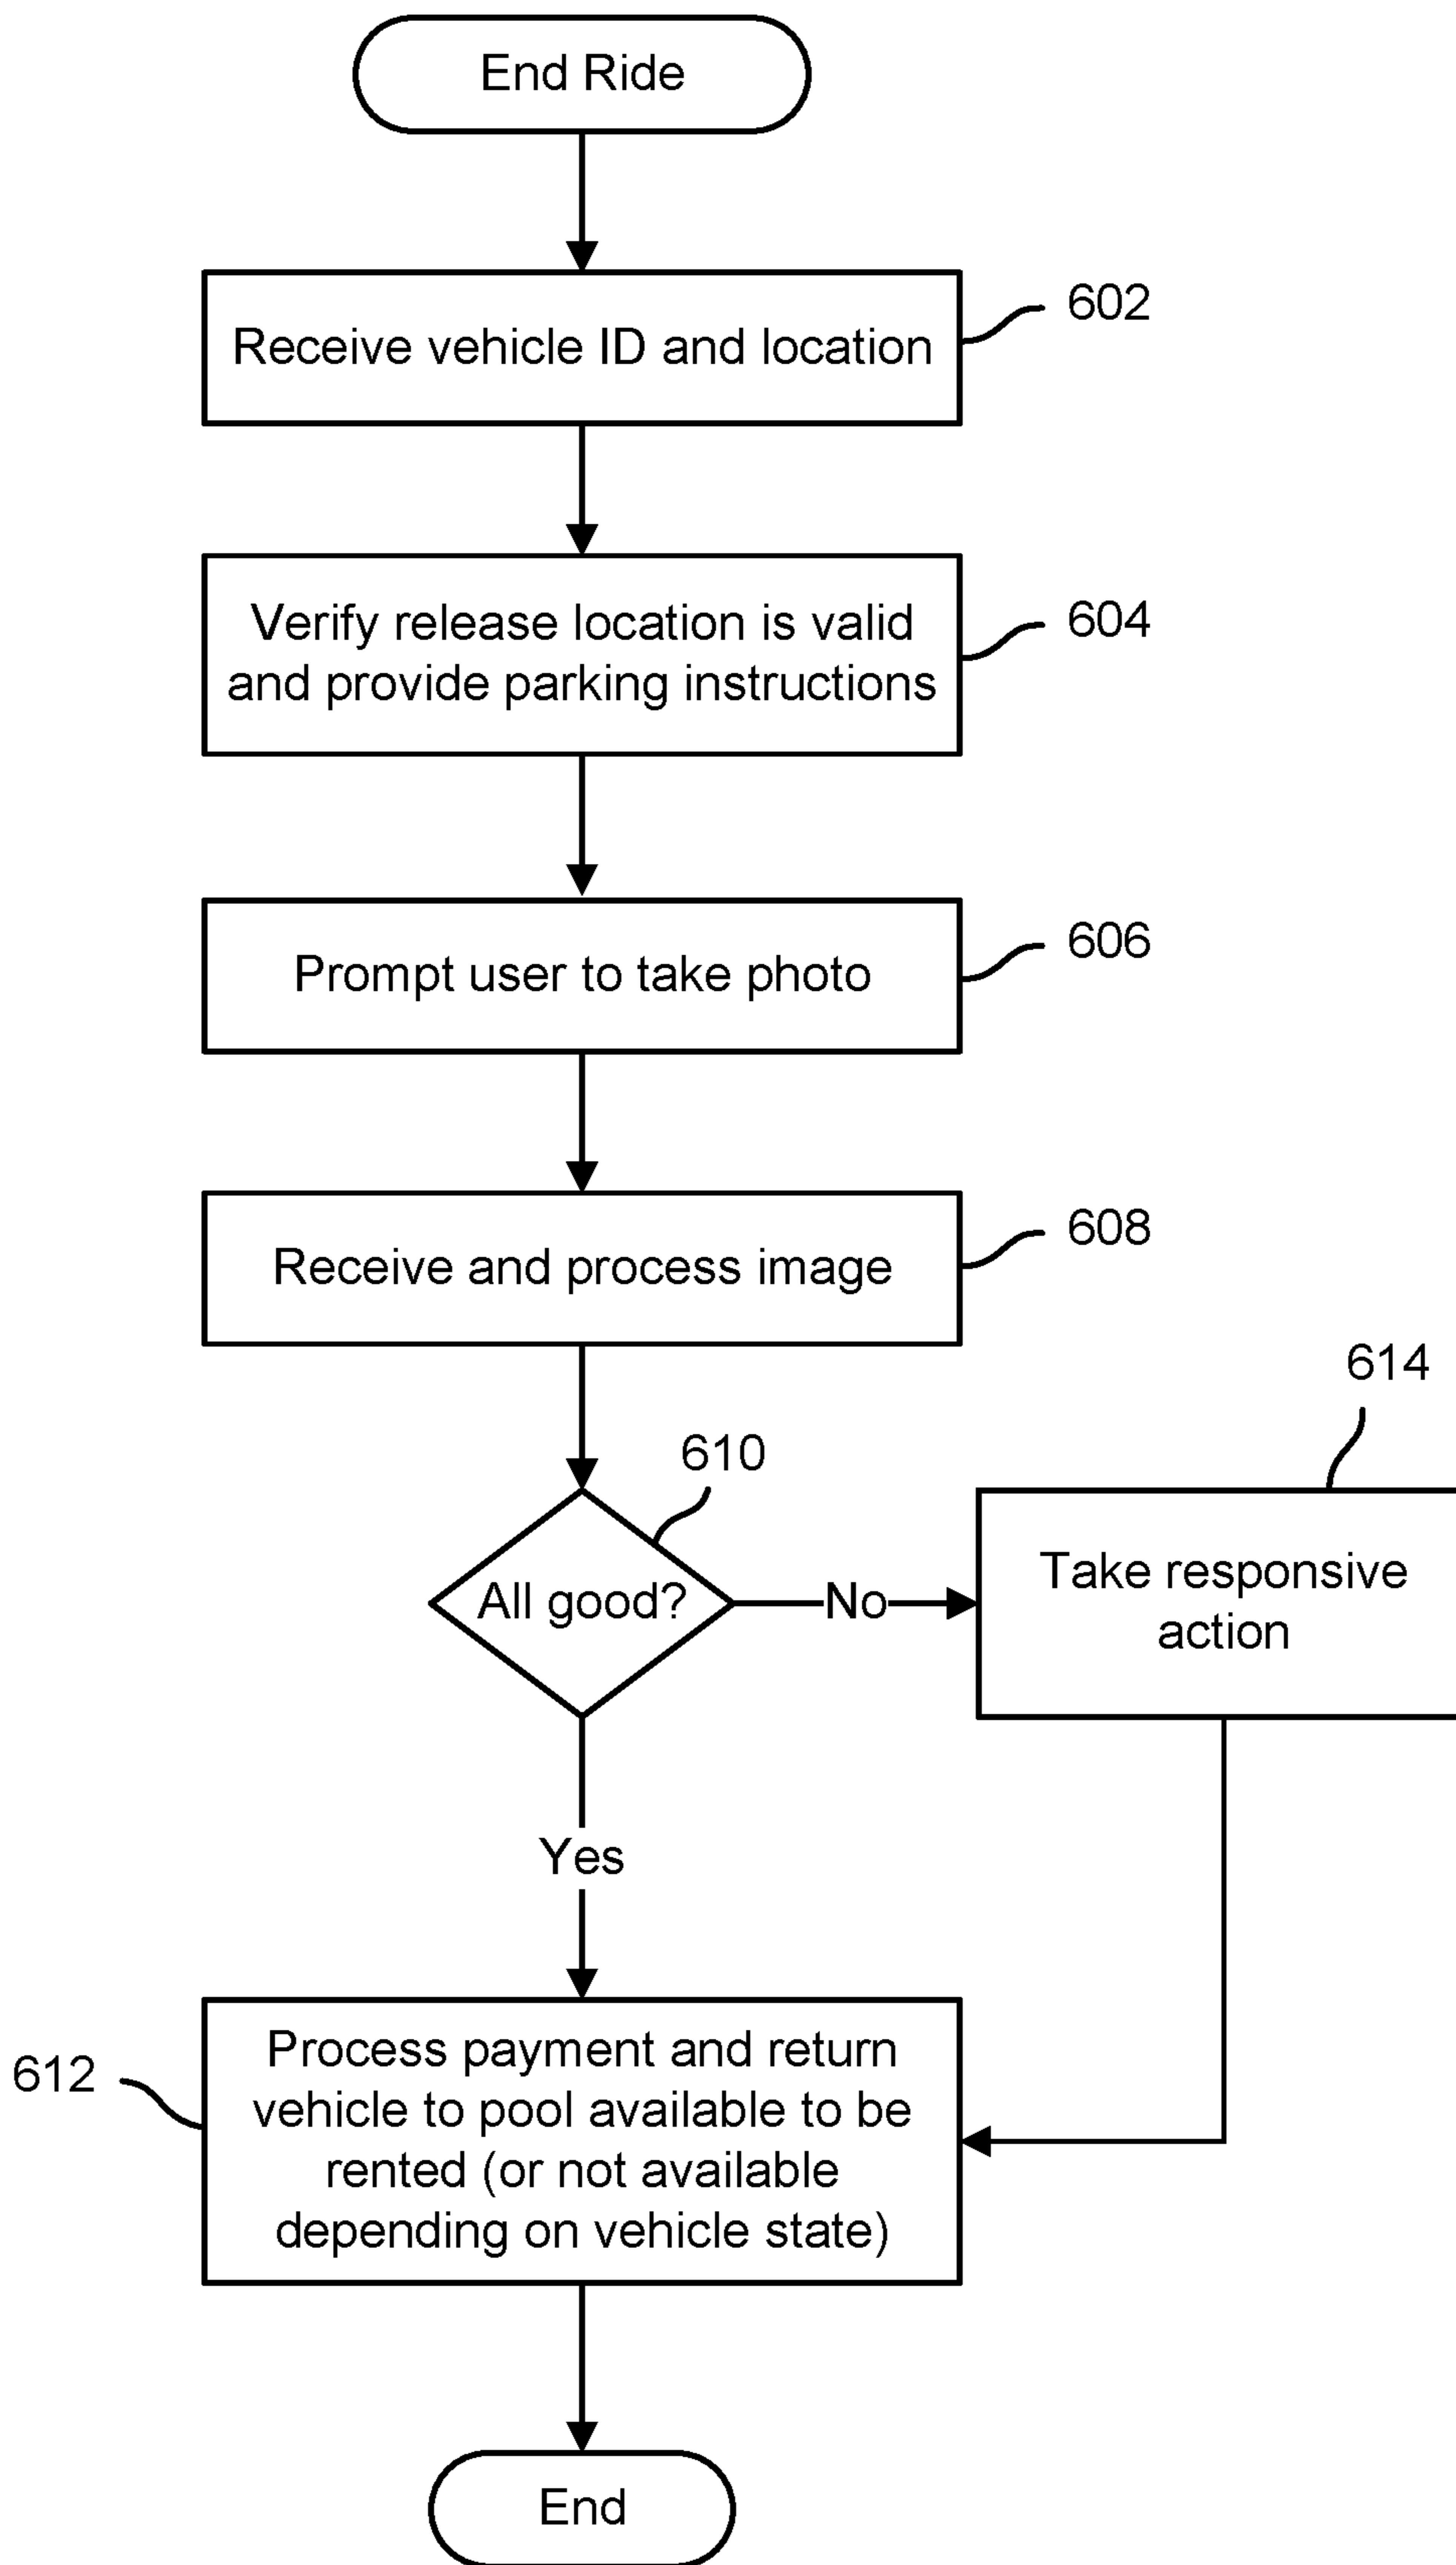 End Ride
Receive vehicle ID and location
602
Verify release location is valid
and provide parking instructions
604
Prompt user to take photo
606
Receive and process image
608
610
614
All good?
No
Take responsive
action
Yes
612
Process payment and return
vehicle to pool available to be
rented (or not available
depending on vehicle state)
End